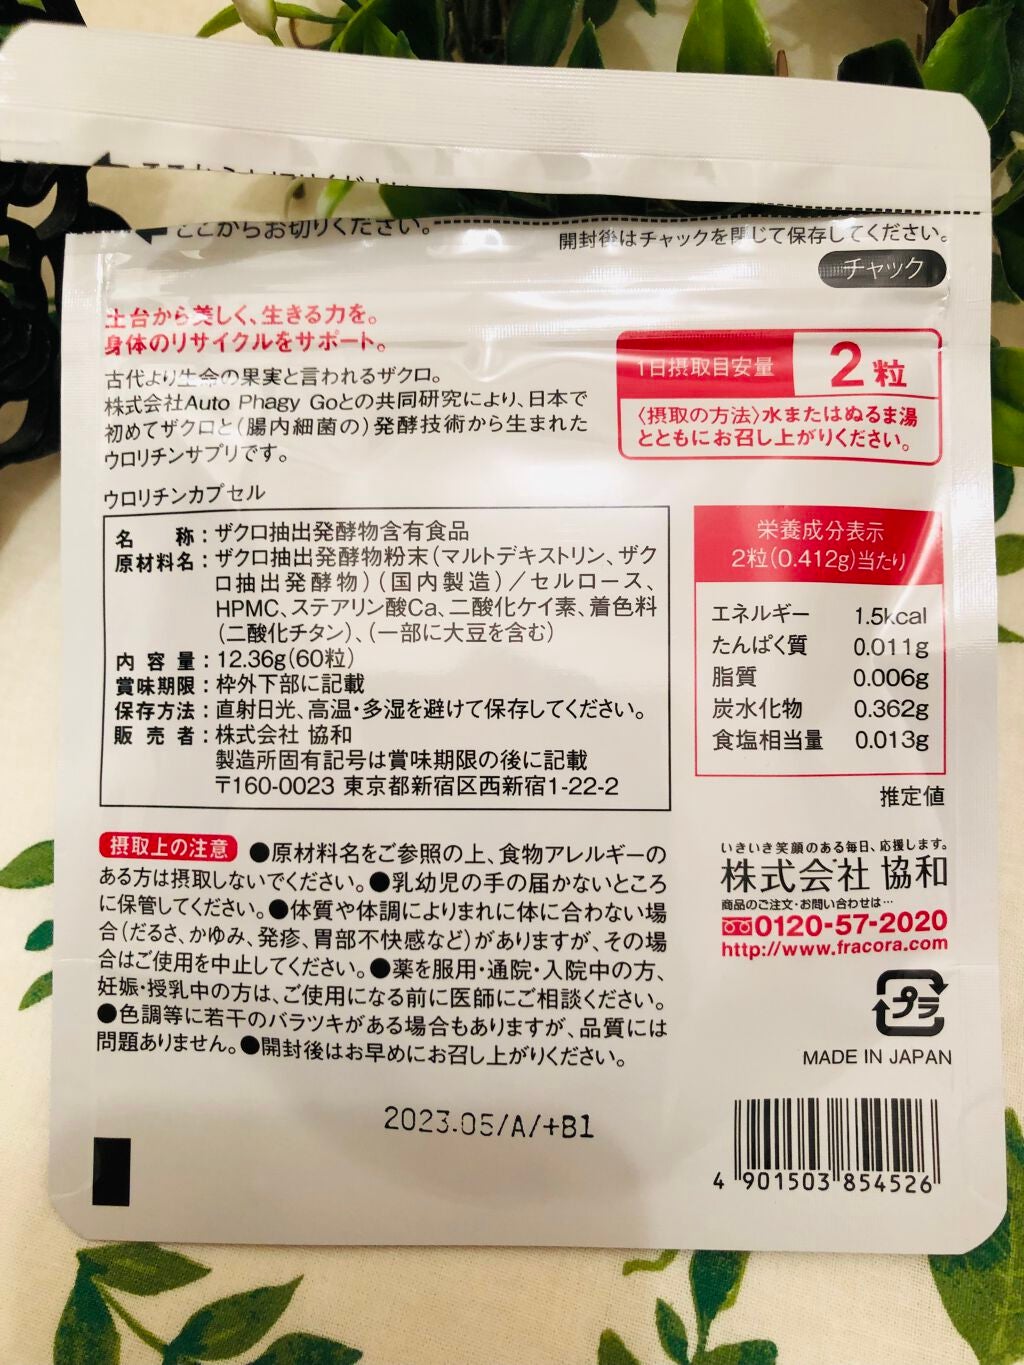 ここからお切りください。
開封後はチャックを閉じて保存してください。
チャック
土台から美しく、生きる力を。
身体のリサイクルをサポート。
古代より生命の果実と言われるザクロ。
株式会社Auto Phagy Goとの共同研究により、日本で
初めてザクロと(腸内細菌の)発酵技術から生まれた
ウロリチンサプリです。
1日摂取目安量 2粒
〈摂取の方法〉水またはぬるま湯
とともにお召し上がりください。
ウロリチンカプセル
名 称:ザクロ抽出発酵物含有食品
原材料名:ザクロ抽出発酵物粉末(マルトデキストリン、ザク
ロ抽出発酵物)(国内製造)/セルロース、
HPMC、ステアリン酸Ca、二酸化ケイ素、着色料
(二酸化チタン)、(一部に大豆を含む)
内容量:12.36g(60粒)
賞味期限:枠外下部に記載
保存方法:直射日光、高温・多湿を避けて保存してください。
販売者:株式会社 協和
製造所固有記号は賞味期限の後に記載
〒160-0023 東京都新宿区西新宿1-22-2
栄養成分表示
2粒(0.412g)当たり
エネルギー 1.5kcal
たんぱく質 0.011g
脂質 0.006g
炭水化物 0.362g
食塩相当量 0.013g
推定値
摂取上の注意 ●原材料名をご参照の上、食物アレルギーの
ある方は摂取しないでください。●乳幼児の手の届かないところ
に保管してください。●体質や体調によりまれに体に合わない場
合(だるさ、かゆみ、発疹、胃部不快感など)がありますが、その場
合はご使用を中止してください。●薬を服用・通院・入院中の方、
妊娠・授乳中の方は、ご使用になる前に医師にご相談ください。
●色調等に若干のバラツキがある場合もありますが、品質には
問題ありません。●開封後はお早めにお召し上がりください。
いきいき笑顔のある毎日、応援します。
株式会社 協和
商品のご注文・お問い合わせは…
0120-57-2020
http://www.fracora.com
プラ
MADE IN JAPAN
2023.05/A/+B1
4 901503 854526